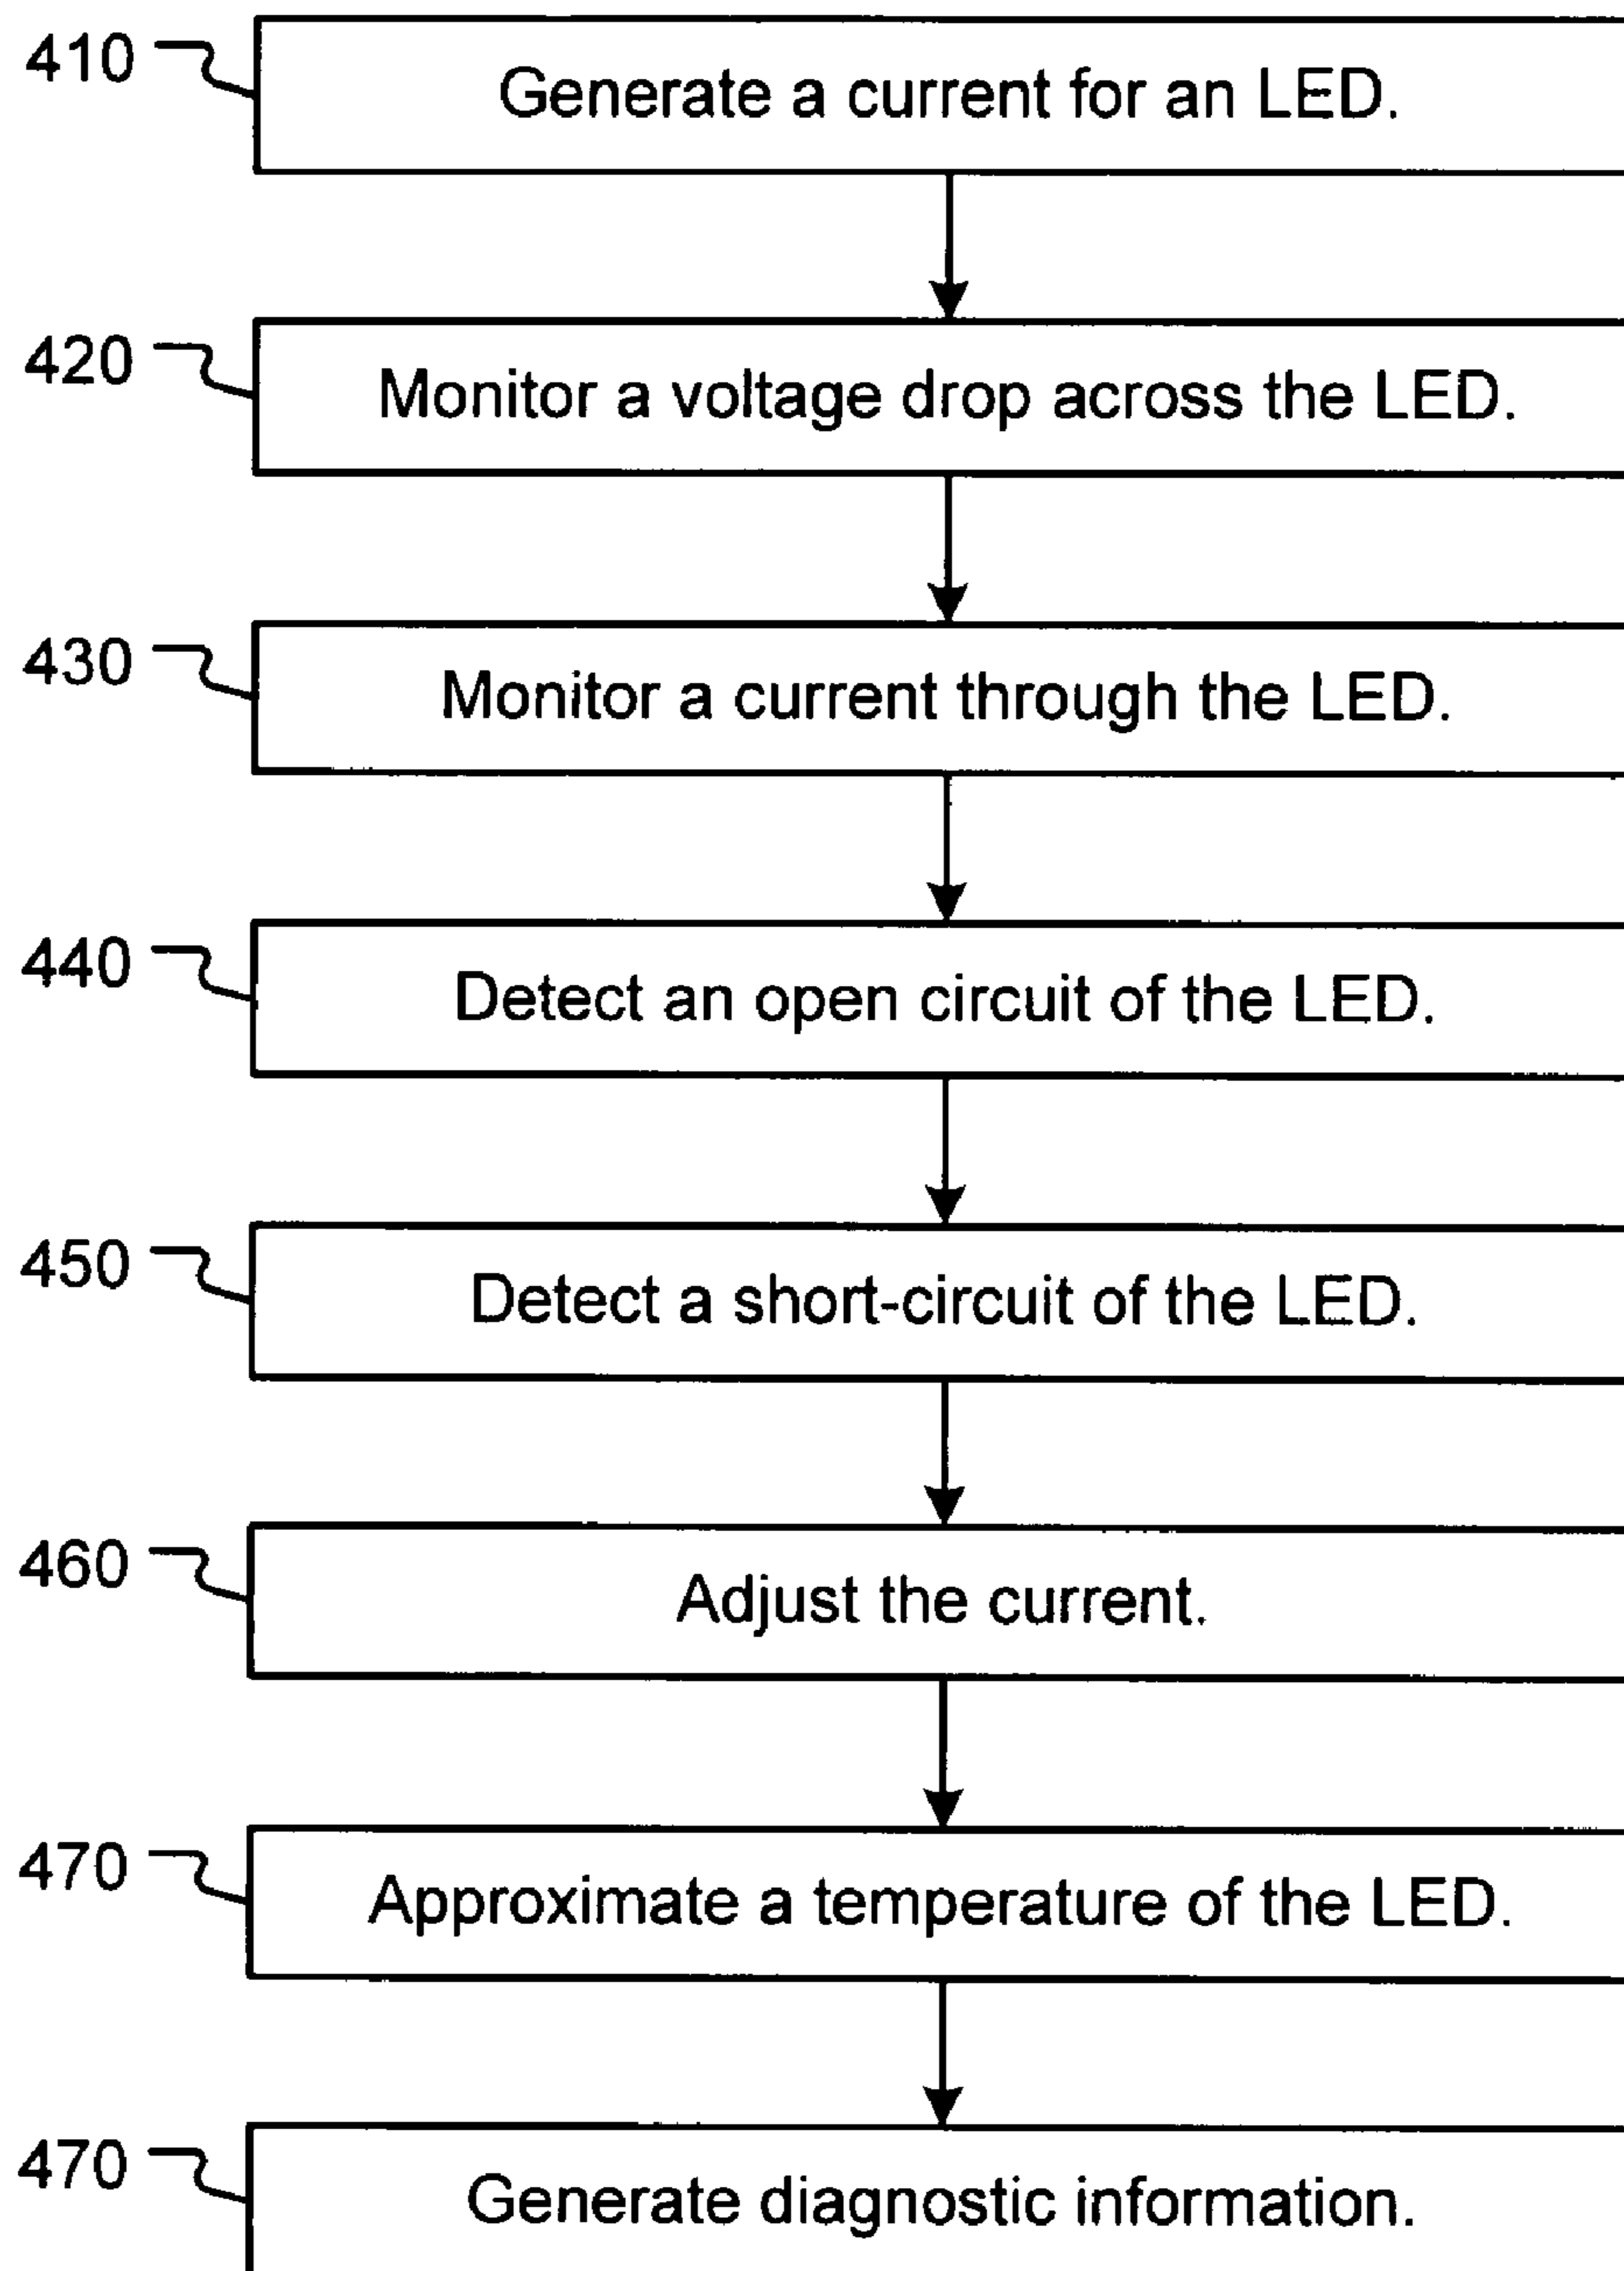 410 Generate a current for an LED.
420 Monitor a voltage drop across the LED.
430 Monitor a current through the LED.
440 Detect an open circuit of the LED.
450 Detect a short-circuit of the LED.
460 Adjust the current.
470 Approximate a temperature of the LED.
470 Generate diagnostic information.